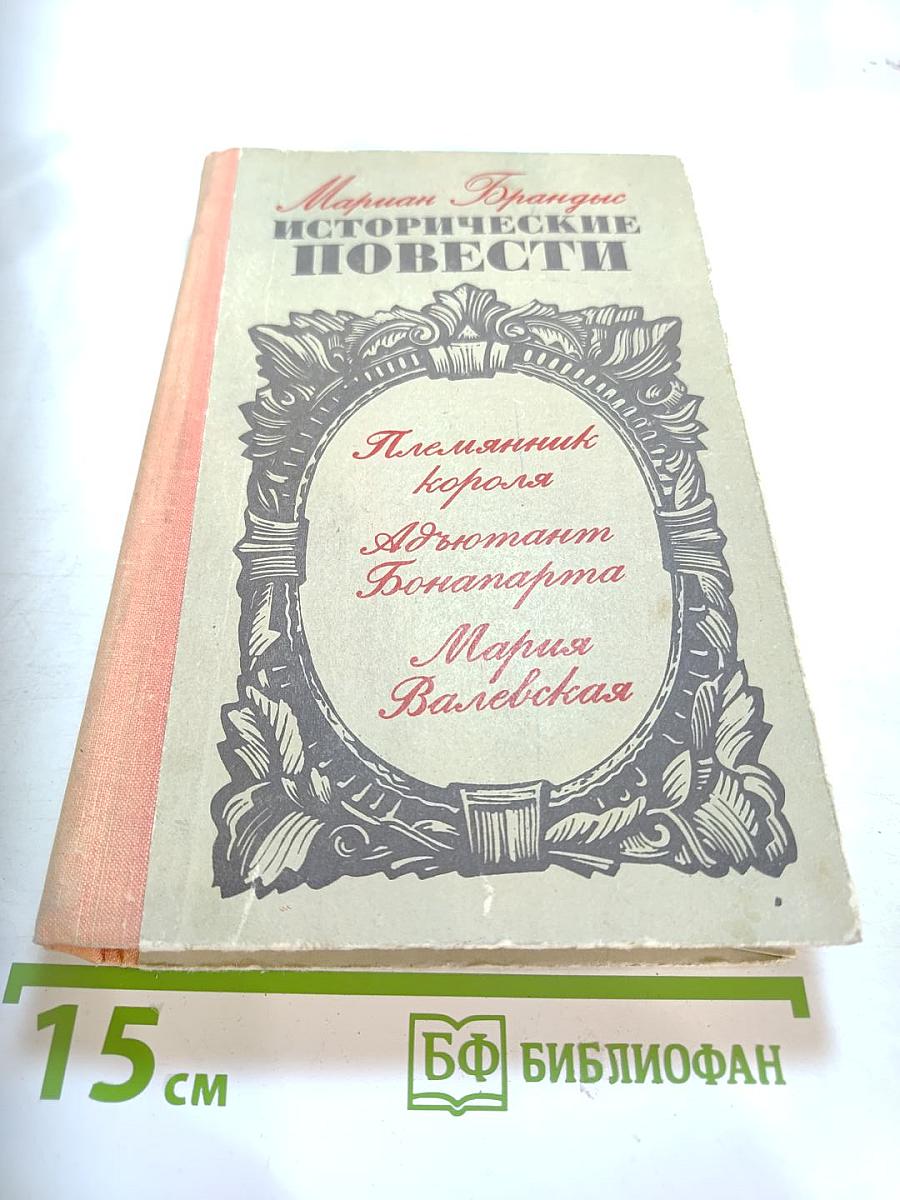 Мариан Брандыс
ИСТОРИЧЕСКИЕ
ПОВЕСТИ
Племянник
короля
Адъютант
Бонапарта
Мария
Валевская
15 см
БФ БИБЛИОФАН